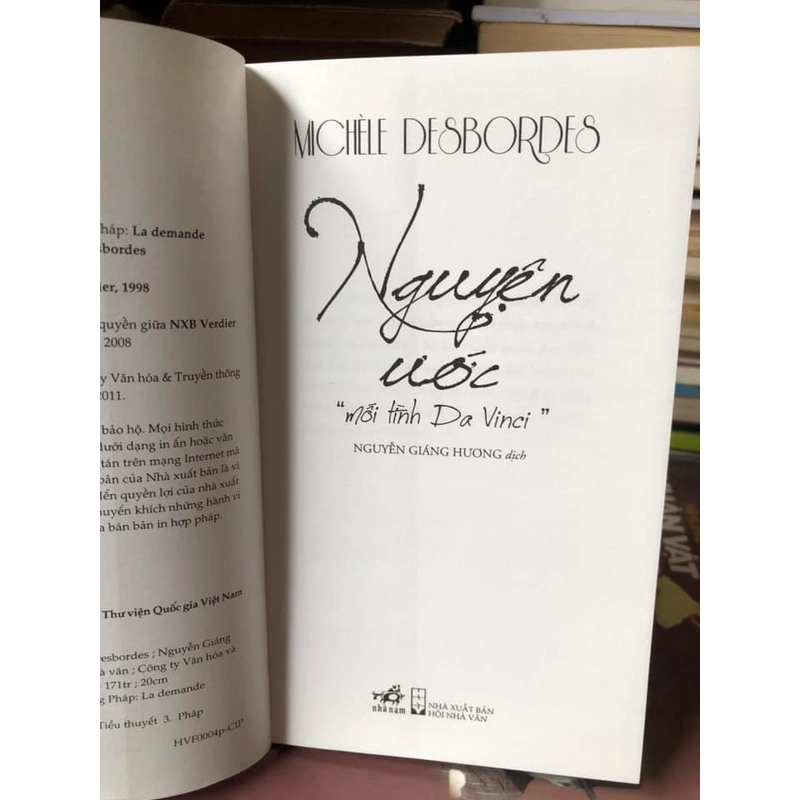 pháp: La demande
sbordes
ier, 1998
quyền giữa NXB Verdier
2008
y Văn hóa & Truyền thông
2011.
bảo hộ. Mọi hình thức
dưới dạng in ấn hoặc văn
tán trên mạng Internet mà
bản của Nhà xuất bản là vi
đến quyền lợi của nhà xuất
huyến khích những hành vi
a bán bản in hợp pháp.
Thư viện Quốc gia Việt Nam
esbordes ; Nguyễn Giáng
à văn ; Công ty Văn hóa và
171tr ; 20cm
g Pháp: La demande
Tiểu thuyết 3. Pháp
HVF0004p-CIP
MICHÈLE DESBORDES
Nguyện
ước
"mối tình Da Vinci"
NGUYỄN GIÁNG HƯƠNG dịch
nhã nam
NHÀ XUẤT BẢN
HỘI NHÀ VĂN